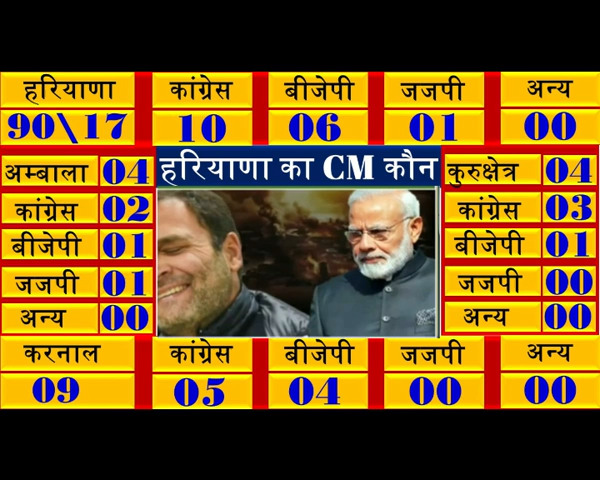 हरियाणा कांग्रेस बीजेपी जजपी अन्य
90\17 10 06 01 00
हरियाणा का CM कौन
अम्बाला 04
कांग्रेस 02
बीजेपी 01
जजपी 01
अन्य 00
कुरुक्षेत्र 04
कांग्रेस 03
बीजेपी 01
जजपी 00
अन्य 00
करनाल कांग्रेस बीजेपी जजपी अन्य
09 05 04 00 00